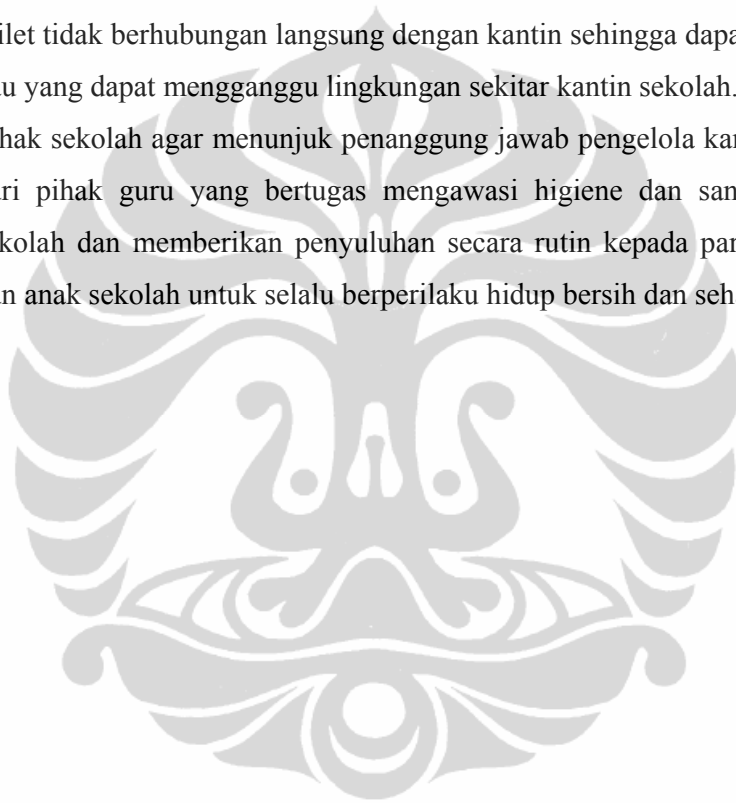 ilet tidak berhubungan langsung dengan kantin sehingga dapa
u yang dapat mengganggu lingkungan sekitar kantin sekolah.
hak sekolah agar menunjuk penanggung jawab pengelola kan
ri pihak guru yang bertugas mengawasi higiene dan san
kolah dan memberikan penyuluhan secara rutin kepada par
n anak sekolah untuk selalu berperilaku hidup bersih dan seha